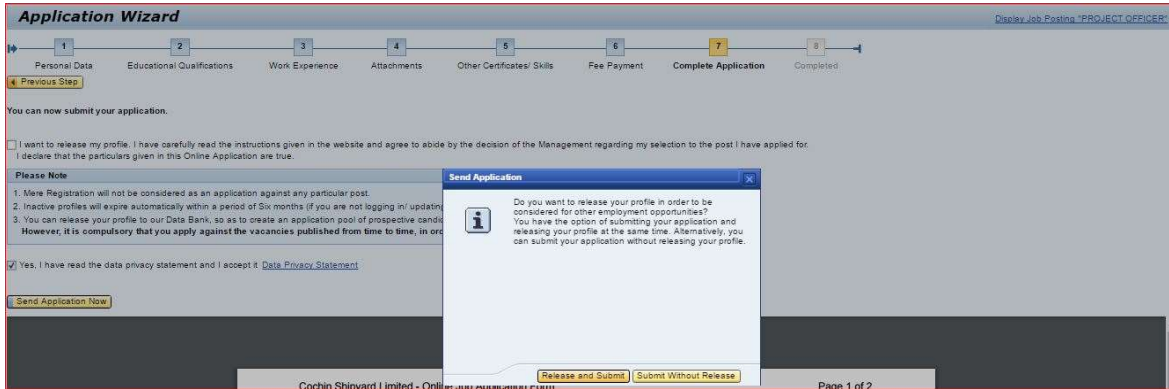 Application Wizard
Display Job Posting "PROJECT OFFICER"
1 2 3 4 5 6 7 8
Personal Data Educational Qualifications Work Experience Attachments Other Certificates/ Skills Fee Payment Complete Application Completed
Previous Step
You can now submit your application.
I want to release my profile. I have carefully read the instructions given in the website and agree to abide by the decision of the Management regarding my selection to the post I have applied for.
I declare that the particulars given in this Online Application are true.
Please Note
1. Mere Registration will not be considered as an application against any particular post.
2. Inactive profiles will expire automatically within a period of Six months (if you are not logging in/ updating
3. You can release your profile to our Data Bank, so as to create an application pool of prospective
However, it is compulsory that you apply against the vacancies published from time to time, in
Send Application
Do you want to release your profile in order to be
considered for other employment opportunities?
You have the option of submitting your application and
releasing your profile at the same time. Alternatively, you
can submit your application without releasing your profile.
Release and Submit Submit Without Release
Yes, I have read the data privacy statement and I accept it Data Privacy Statement
Send Application Now
Cochin Shipyard Limited - Online Job Application Form Page 1 of 2